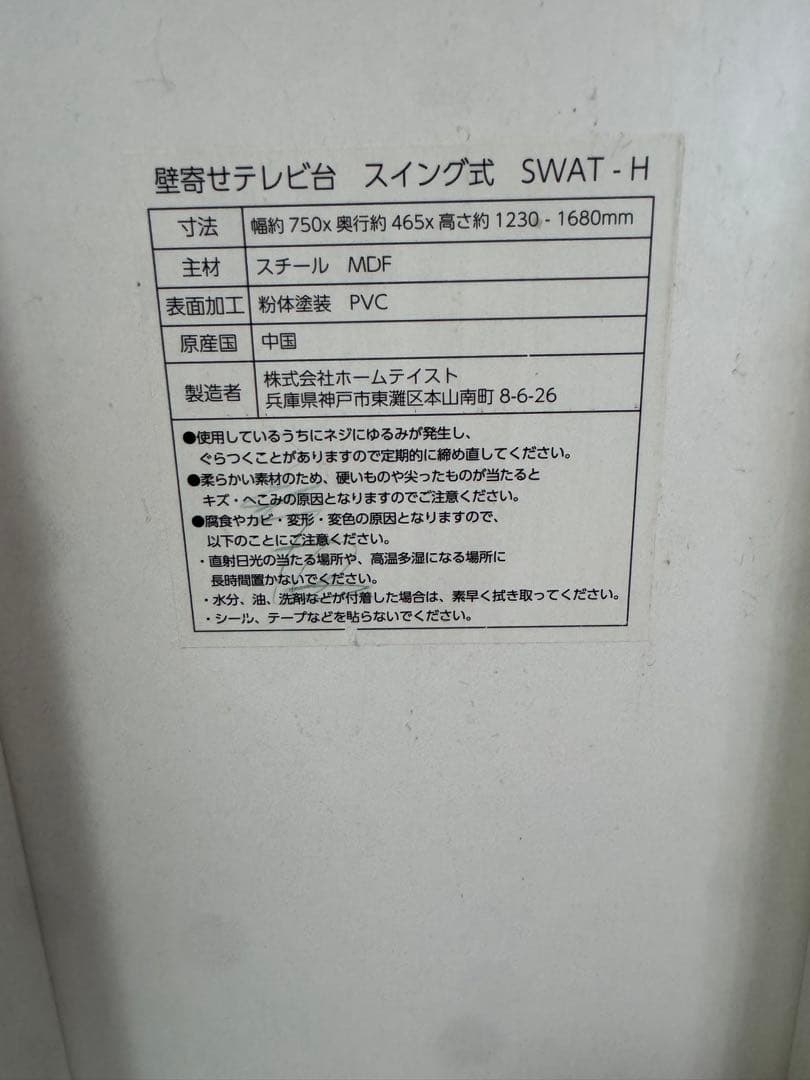 壁寄せテレビ台 スイング式 SWAT - H
寸法 幅約 750x 奥行約 465x 高さ約 1230 - 1680mm
主材 スチール MDF
表面加工 粉体塗装 PVC
原産国 中国
製造者 株式会社ホームテイスト
兵庫県神戸市東灘区本山南町 8-6-26
●使用しているうちにネジにゆるみが発生し、
ぐらつくことがありますので定期的に締め直してください。
●柔らかい素材のため、硬いものや尖ったものが当たると
キズ・へこみの原因となりますのでご注意ください。
●腐食やカビ・変形・変色の原因となりますので、
以下のことにご注意ください。
・直射日光の当たる場所や、高温多湿になる場所に
長時間置かないでください。
・水分、油、洗剤などが付着した場合は、素早く拭き取ってください。
・シール、テープなどを貼らないでください。